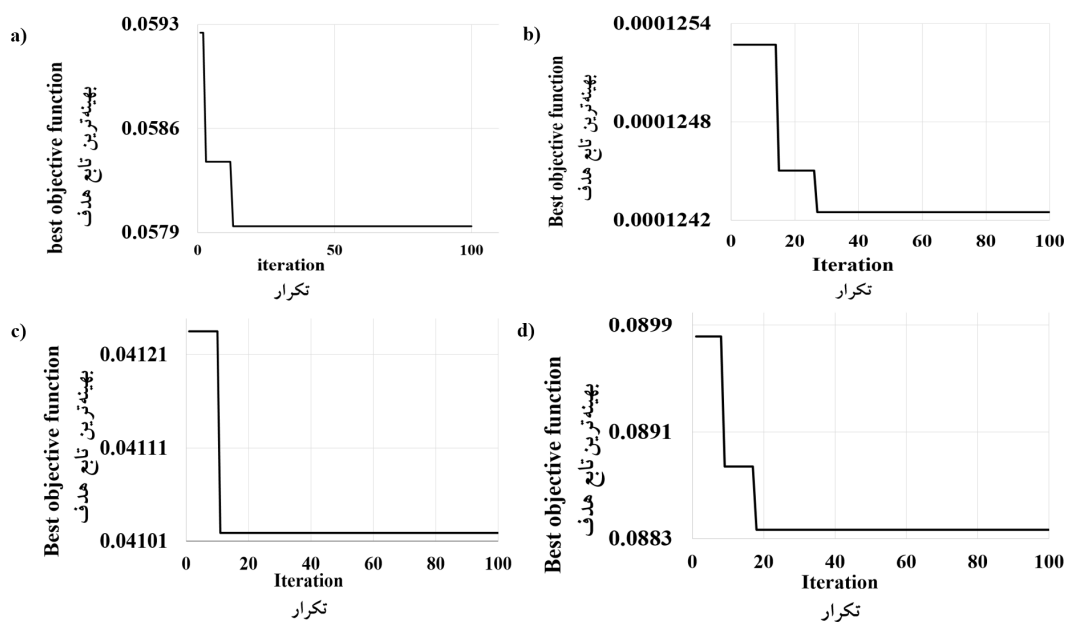 a)
best objective function
بهینه‌ترین تابع هدف
0.0593
0.0586
0.0579
0 50 100
iteration
تکرار
b)
Best objective function
بهینه‌ترین تابع هدف
0.0001254
0.0001248
0.0001242
0 20 40 60 80 100
Iteration
تکرار
c)
Best objective function
بهینه‌ترین تابع هدف
0.04121
0.04111
0.04101
0 20 40 60 80 100
Iteration
تکرار
d)
Best objective function
بهینه‌ترین تابع هدف
0.0899
0.0891
0.0883
0 20 40 60 80 100
Iteration
تکرار